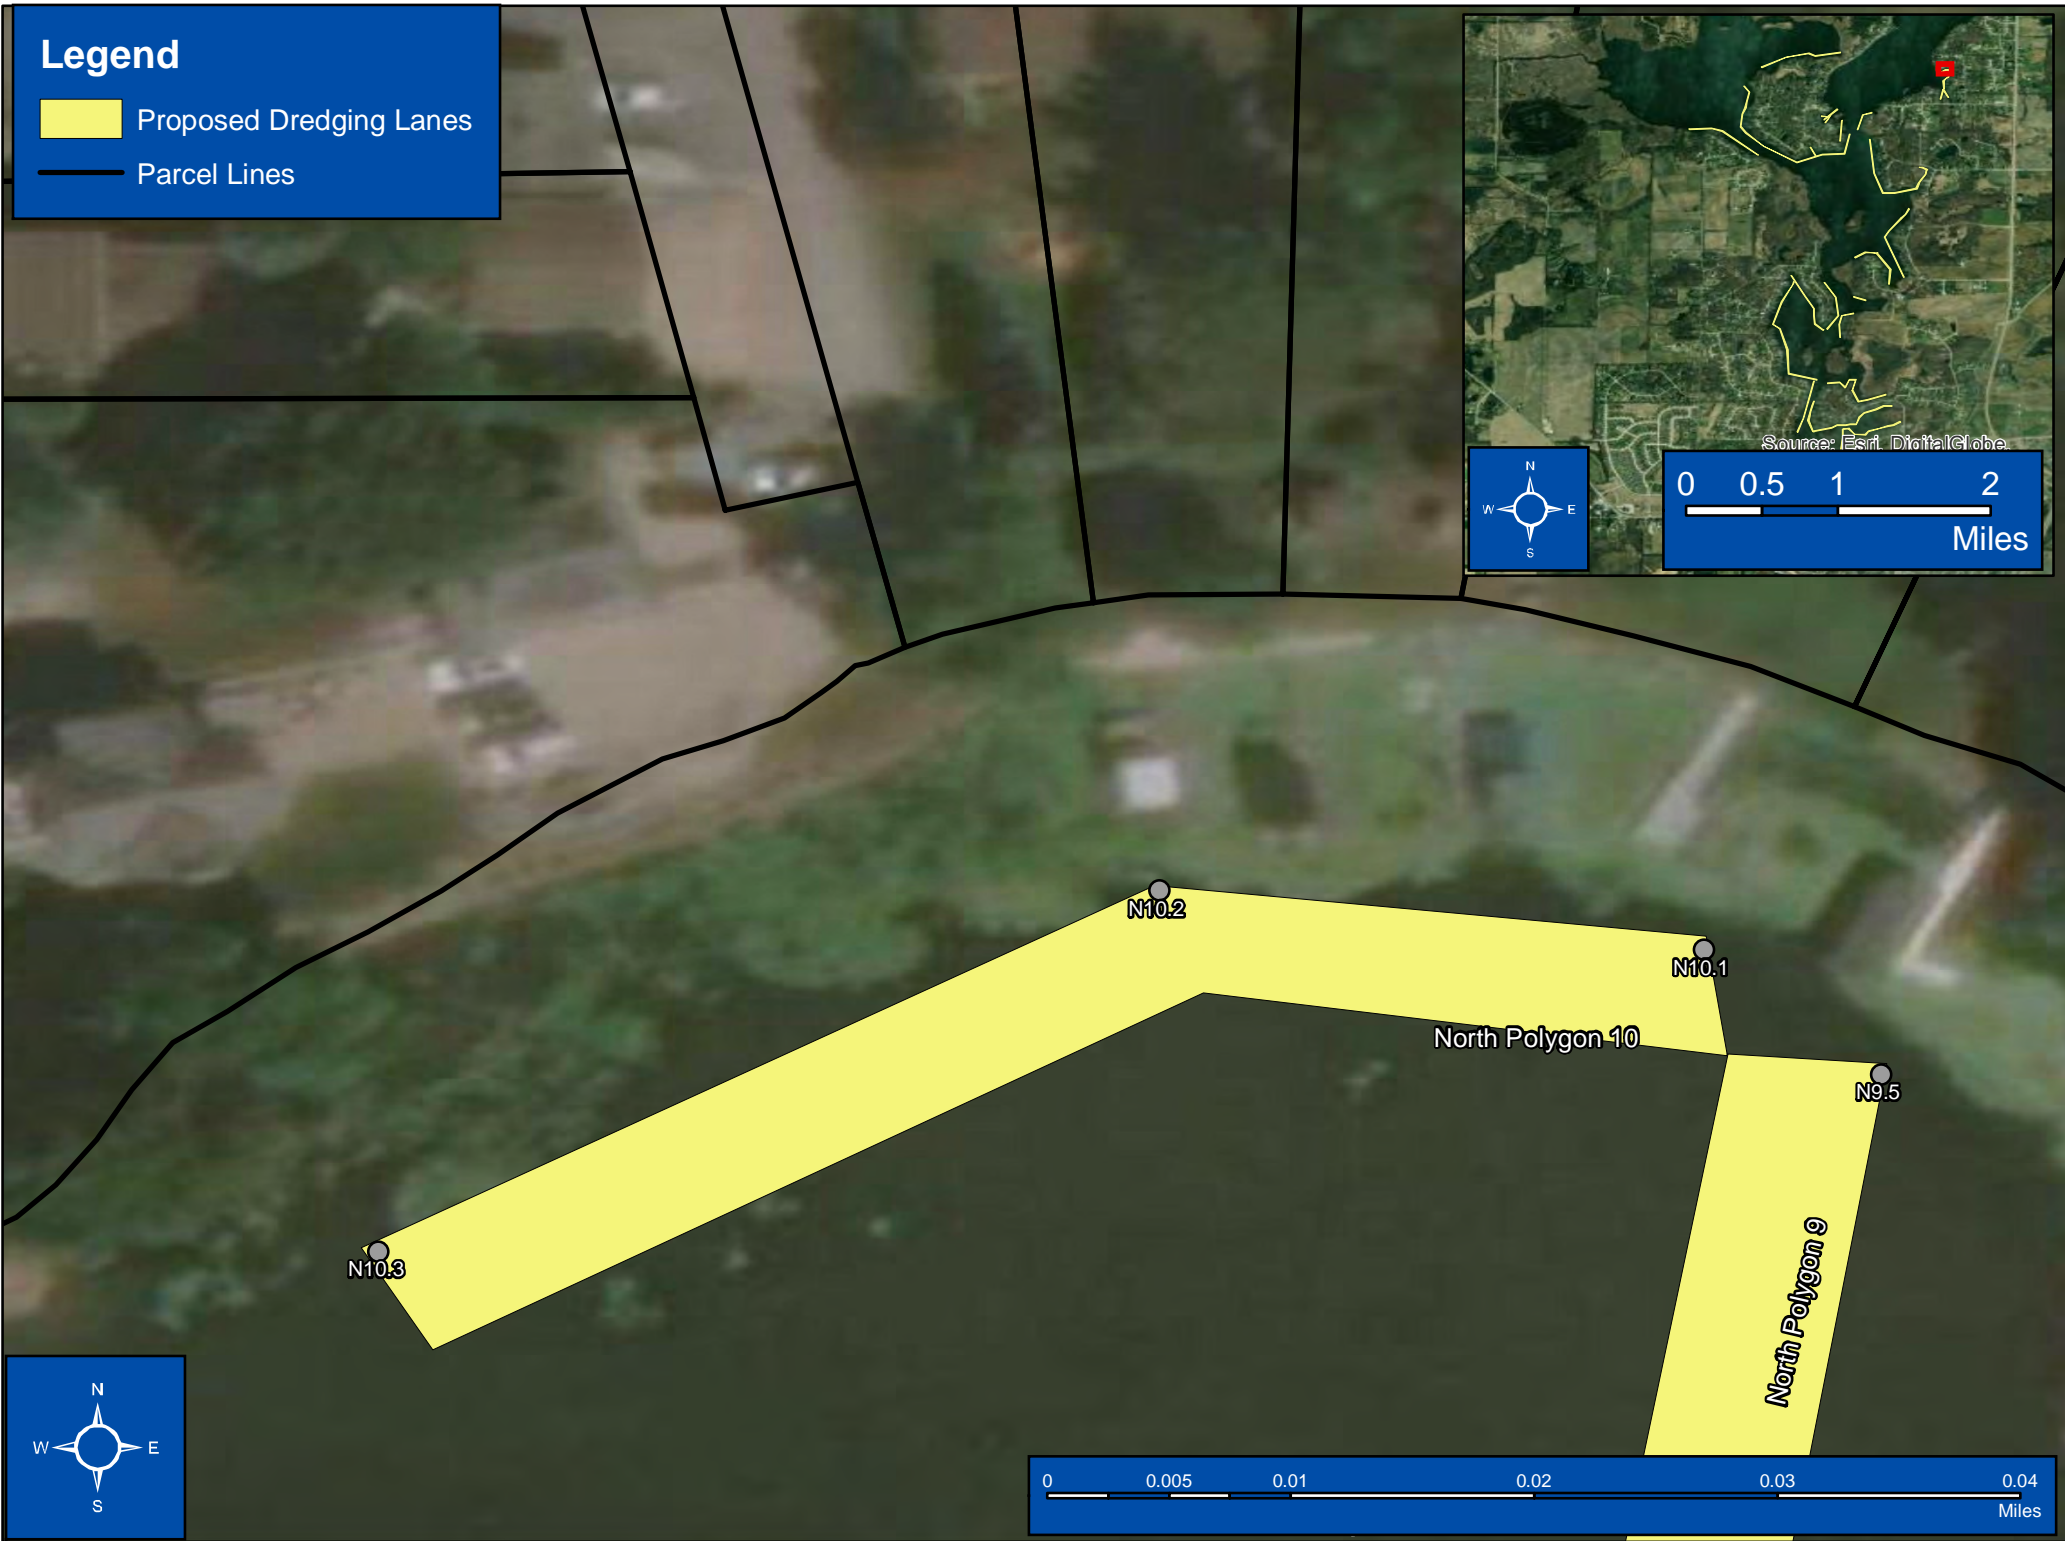 Legend
Proposed Dredging Lanes
Parcel Lines
Source: Esri, DigitalGlobe,
N
W E
S
0 0.5 1 2
Miles
N10.2
N10.1
North Polygon 10
N9.5
N10.3
North Polygon 9
N
W E
S
0 0.005 0.01 0.02 0.03 0.04
Miles